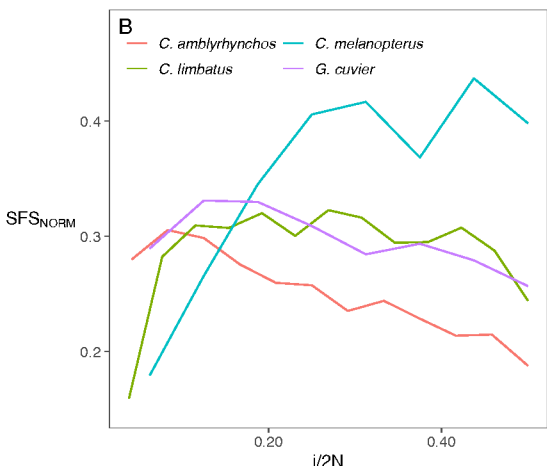 B
C. amblyrhynchos C. melanopterus
C. limbatus G. cuvier
0.4
SFSNORM
0.3
0.2
0.20 0.40
i/2N